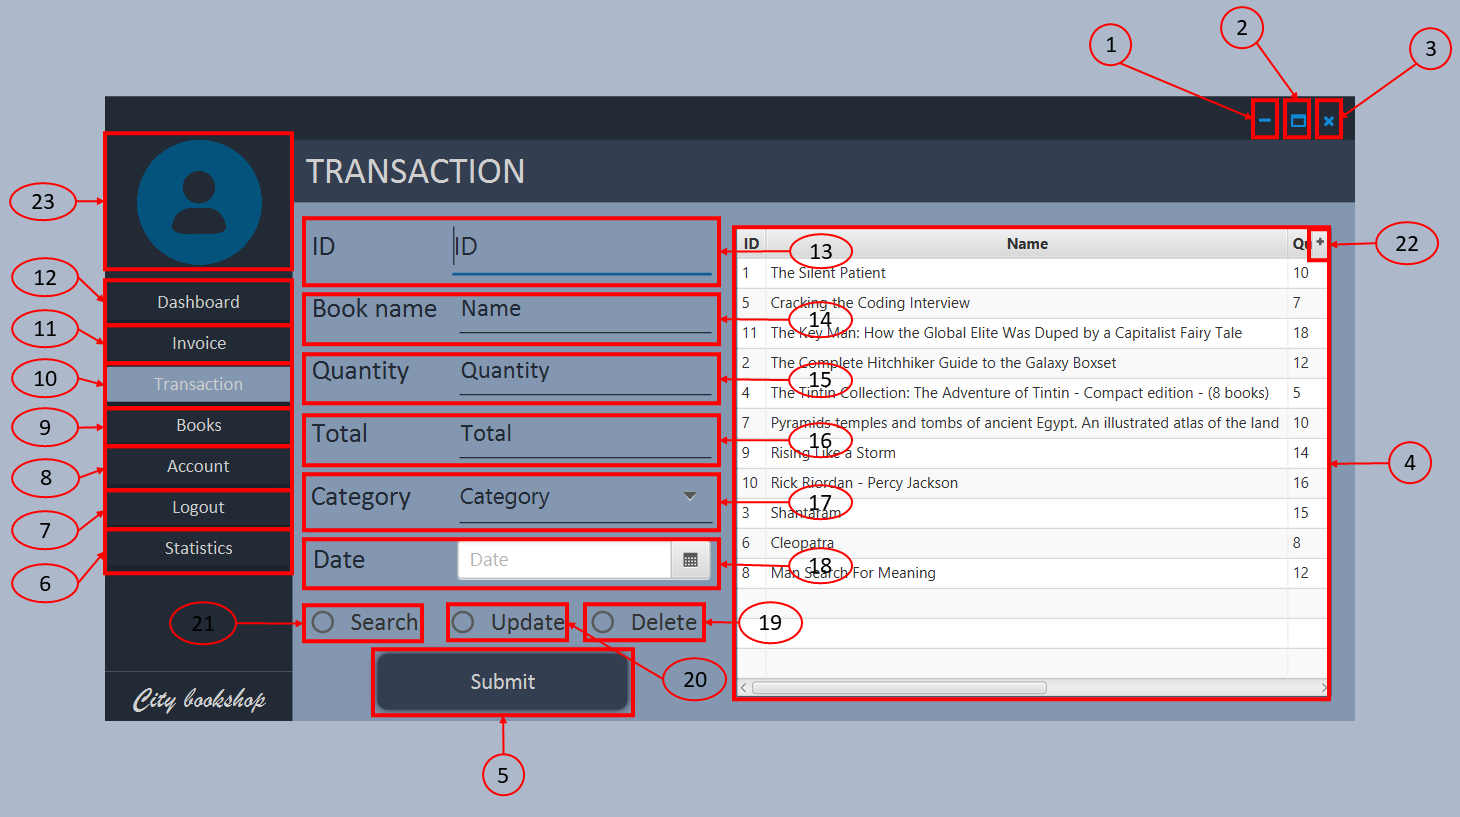 1
2
3
TRANSACTION
23
12
Dashboard
11
Invoice
10
Transaction
9
Books
8
Account
7
Logout
6
Statistics
City bookshop
ID ID
13
Book name Name
14
Quantity Quantity
15
Total Total
16
Category Category
17
Date Date
18
21
Search Update Delete
19
20
Submit
5
ID Name Qu +
22
1 The Silent Patient 10
5 Cracking the Coding Interview 7
11 The Key Man: How the Global Elite Was Duped by a Capitalist Fairy Tale 18
2 The Complete Hitchhiker Guide to the Galaxy Boxset 12
4 The Tintin Collection: The Adventure of Tintin - Compact edition - (8 books) 5
7 Pyramids temples and tombs of ancient Egypt. An illustrated atlas of the land 10
9 Rising Like a Storm 14
10 Rick Riordan - Percy Jackson 16
3 Shantaram 15
6 Cleopatra 8
8 Man Search For Meaning 12
4